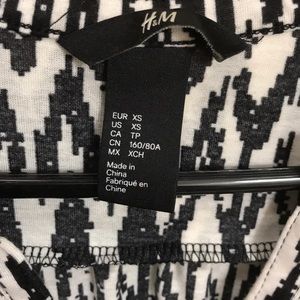 H&M
EUR XS
US XS
CA TP
CN 160/80A
MX XCH
Made in
China
Fabriqué en
Chine